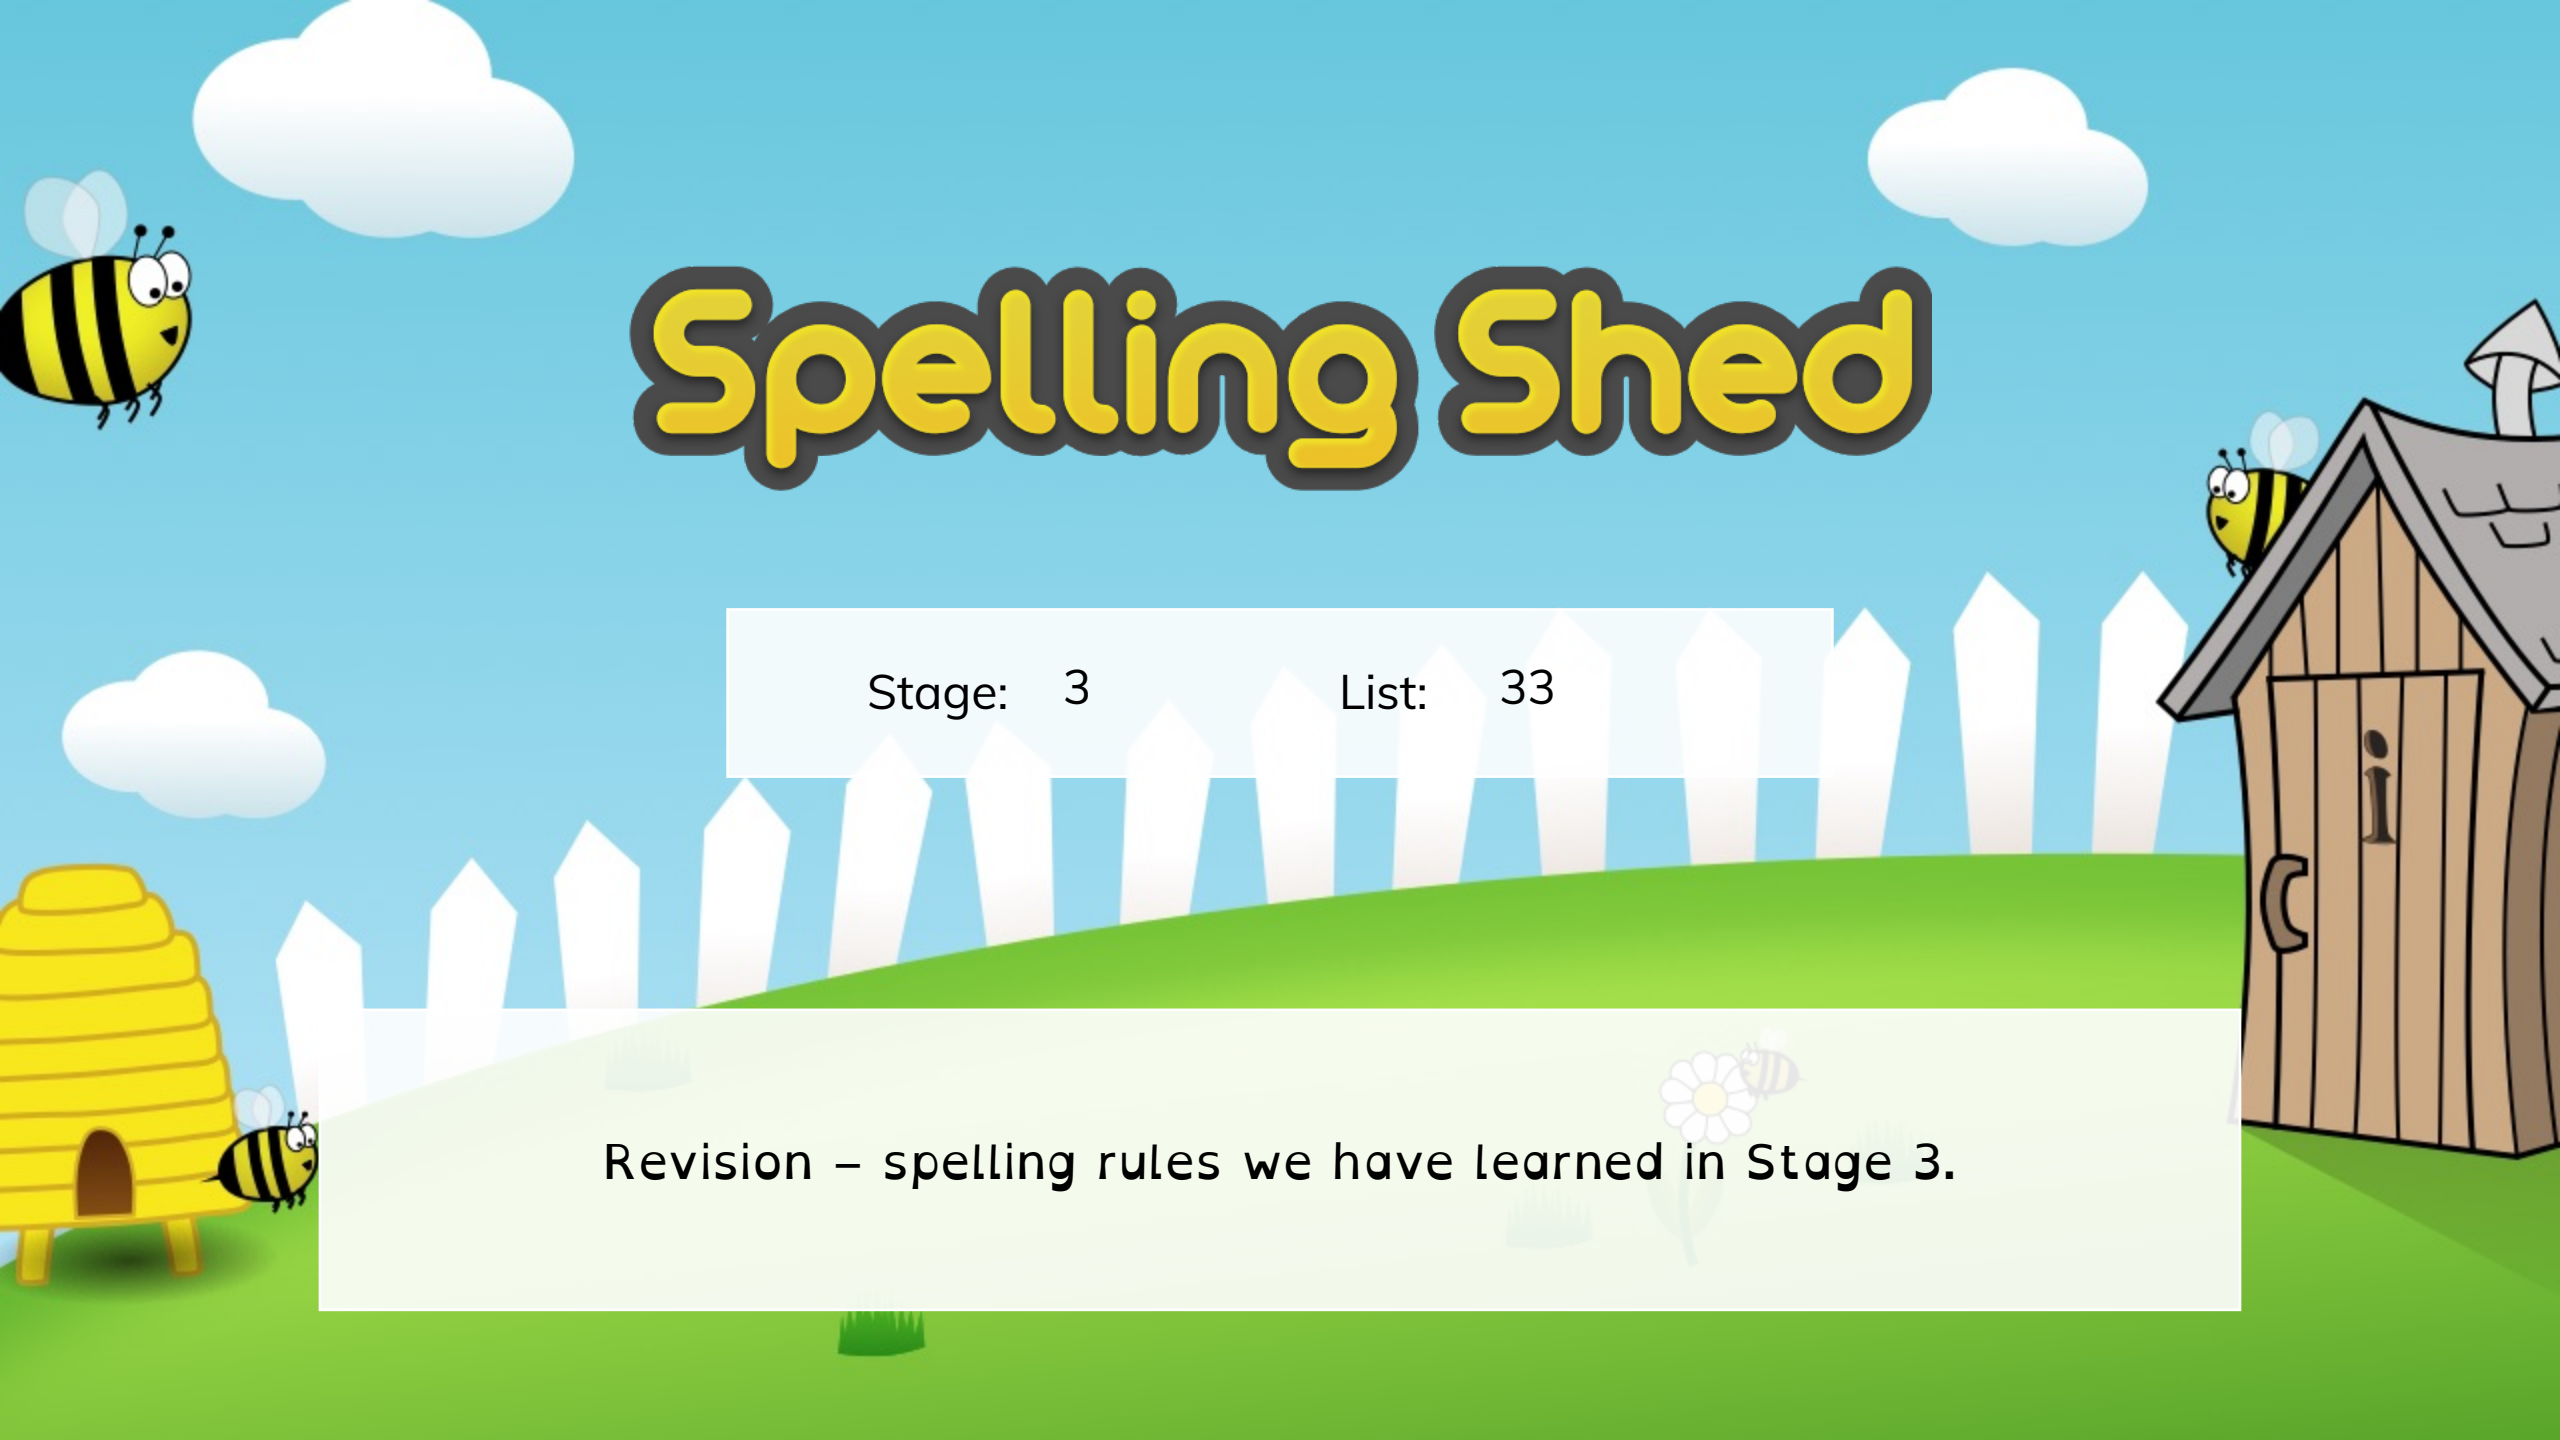 Spelling Shed
Stage: 3 List: 33
i
Revision – spelling rules we have learned in Stage 3.